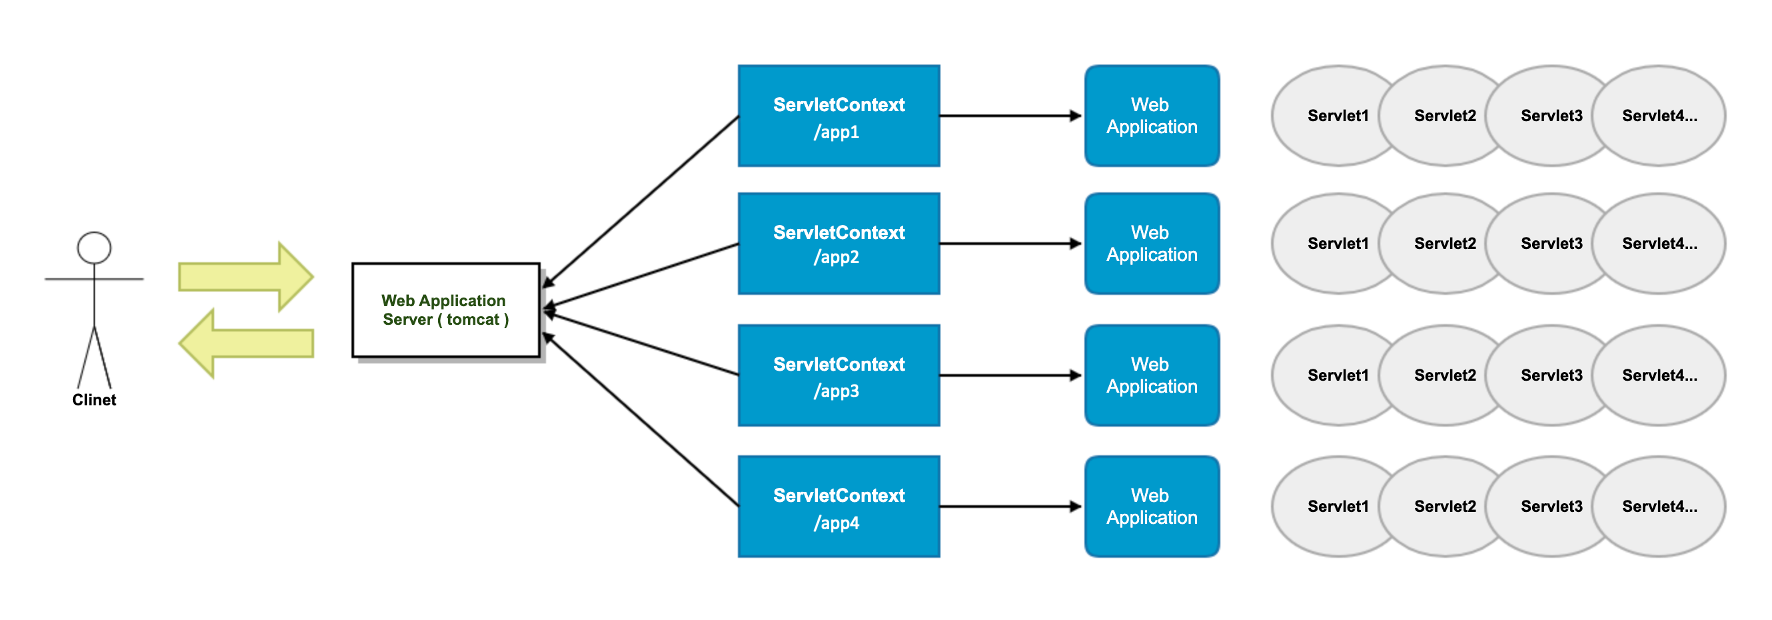 ServletContext
/app1
Web
Application
Servlet1
Servlet2
Servlet3
Servlet4...
ServletContext
/app2
Web
Application
Servlet1
Servlet2
Servlet3
Servlet4...
Clinet
Web Application
Server ( tomcat )
ServletContext
/app3
Web
Application
Servlet1
Servlet2
Servlet3
Servlet4...
ServletContext
/app4
Web
Application
Servlet1
Servlet2
Servlet3
Servlet4...